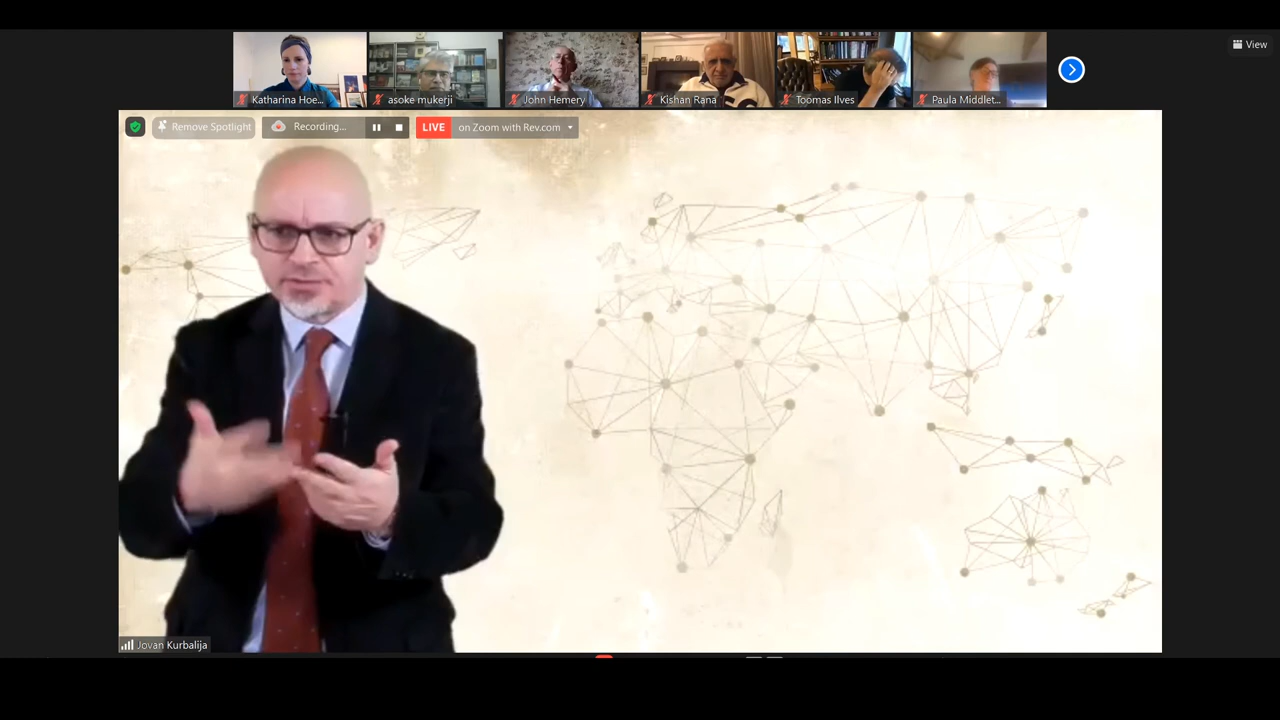 View
Katharina Hoe...
asoke mukerji
John Hemery
Kishan Rana
Toomas Ilves
Paula Middlet...
Remove Spotlight
Recording...
LIVE on Zoom with Rev.com
Jovan Kurbalija